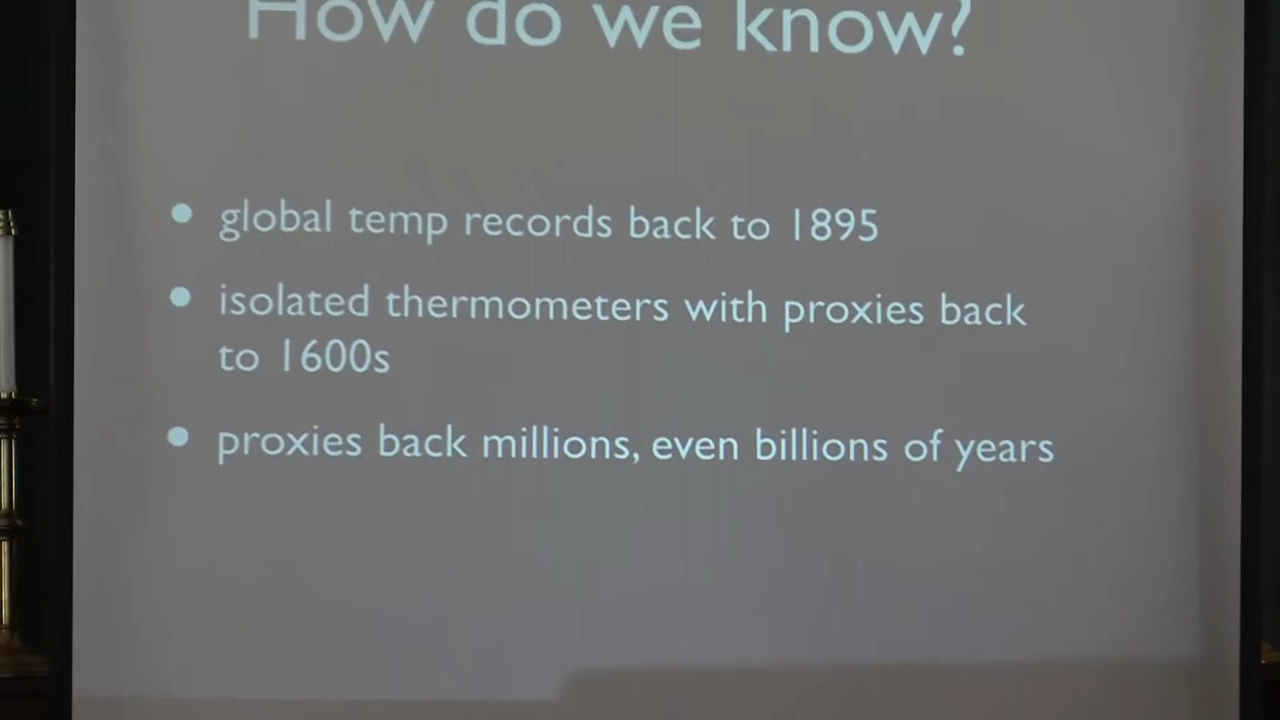 How do we know?
• global temp records back to 1895
• isolated thermometers with proxies back
to 1600s
• proxies back millions, even billions of years